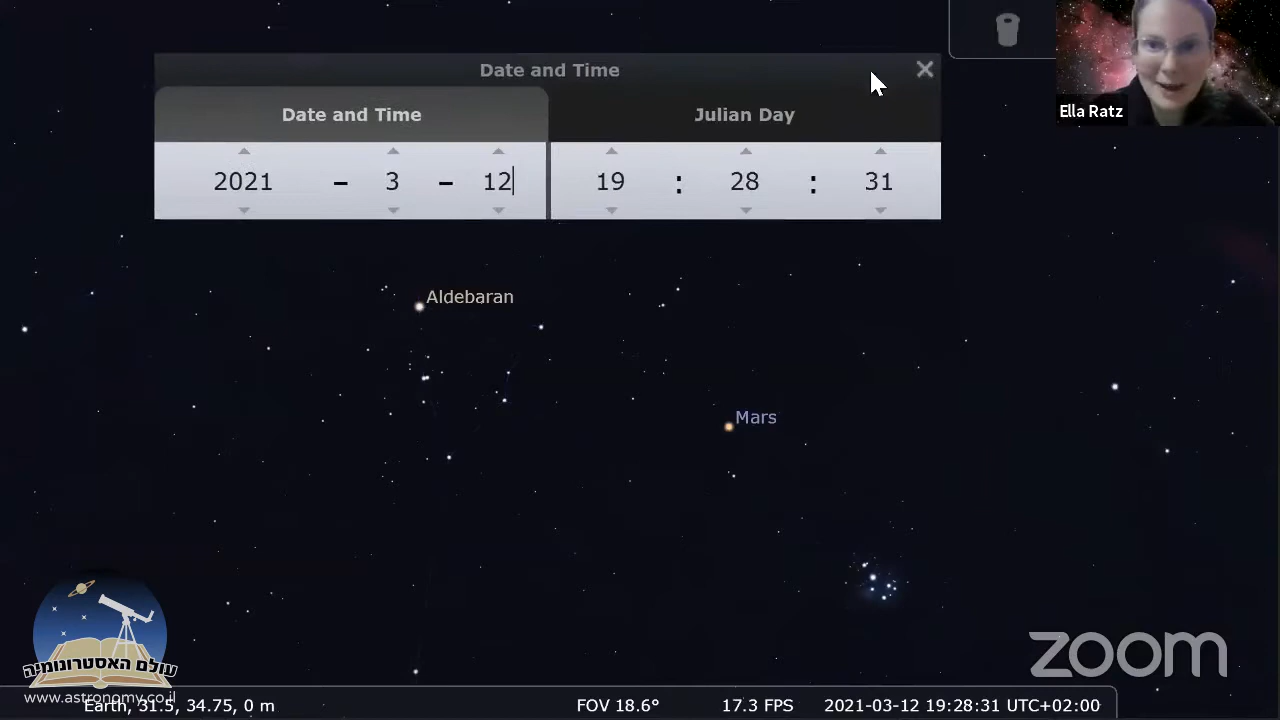 Date and Time
Date and Time
Julian Day
2021 – 3 – 12
19 : 28 : 31
Ella Ratz
Aldebaran
Mars
עולם האסטרונומיה
www.astronomy.co.il
zoom
Earth, 31.5, 34.75, 0 m
FOV 18.6°
17.3 FPS
2021-03-12 19:28:31 UTC+02:00